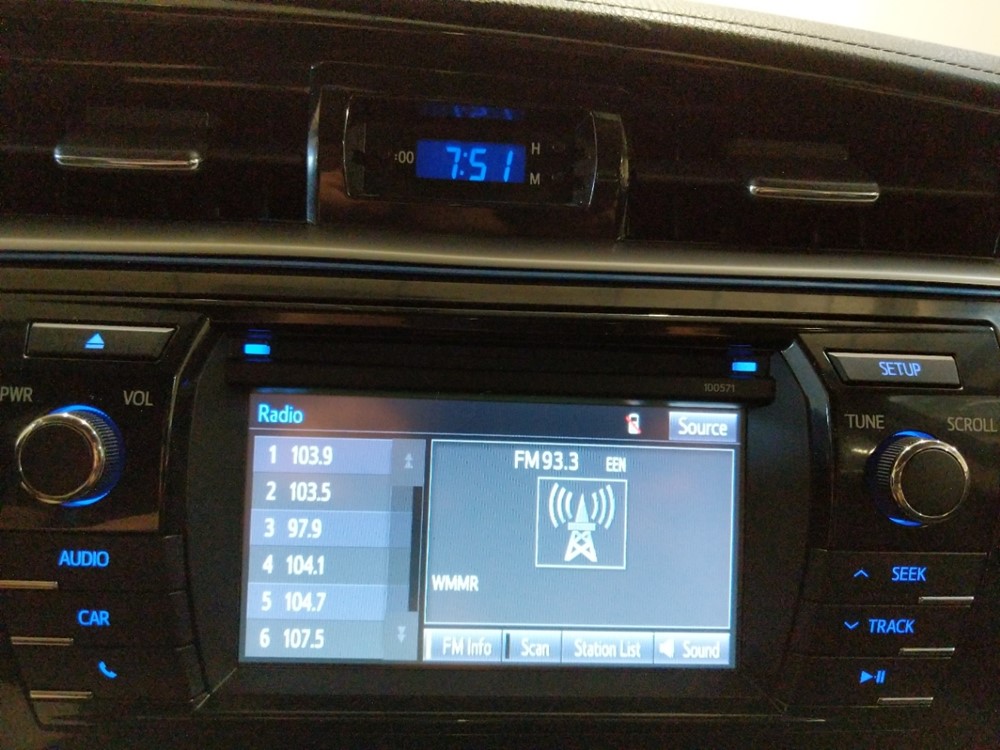 :00 7:51 H
M
100571
PWR VOL
SETUP
TUNE SCROLL
Radio Source
1 103.9
2 103.5
3 97.9
4 104.1
5 104.7
6 107.5
FM 93.3 EEN
WMMR
FM Info Scan Station List Sound
AUDIO
CAR
SEEK
TRACK